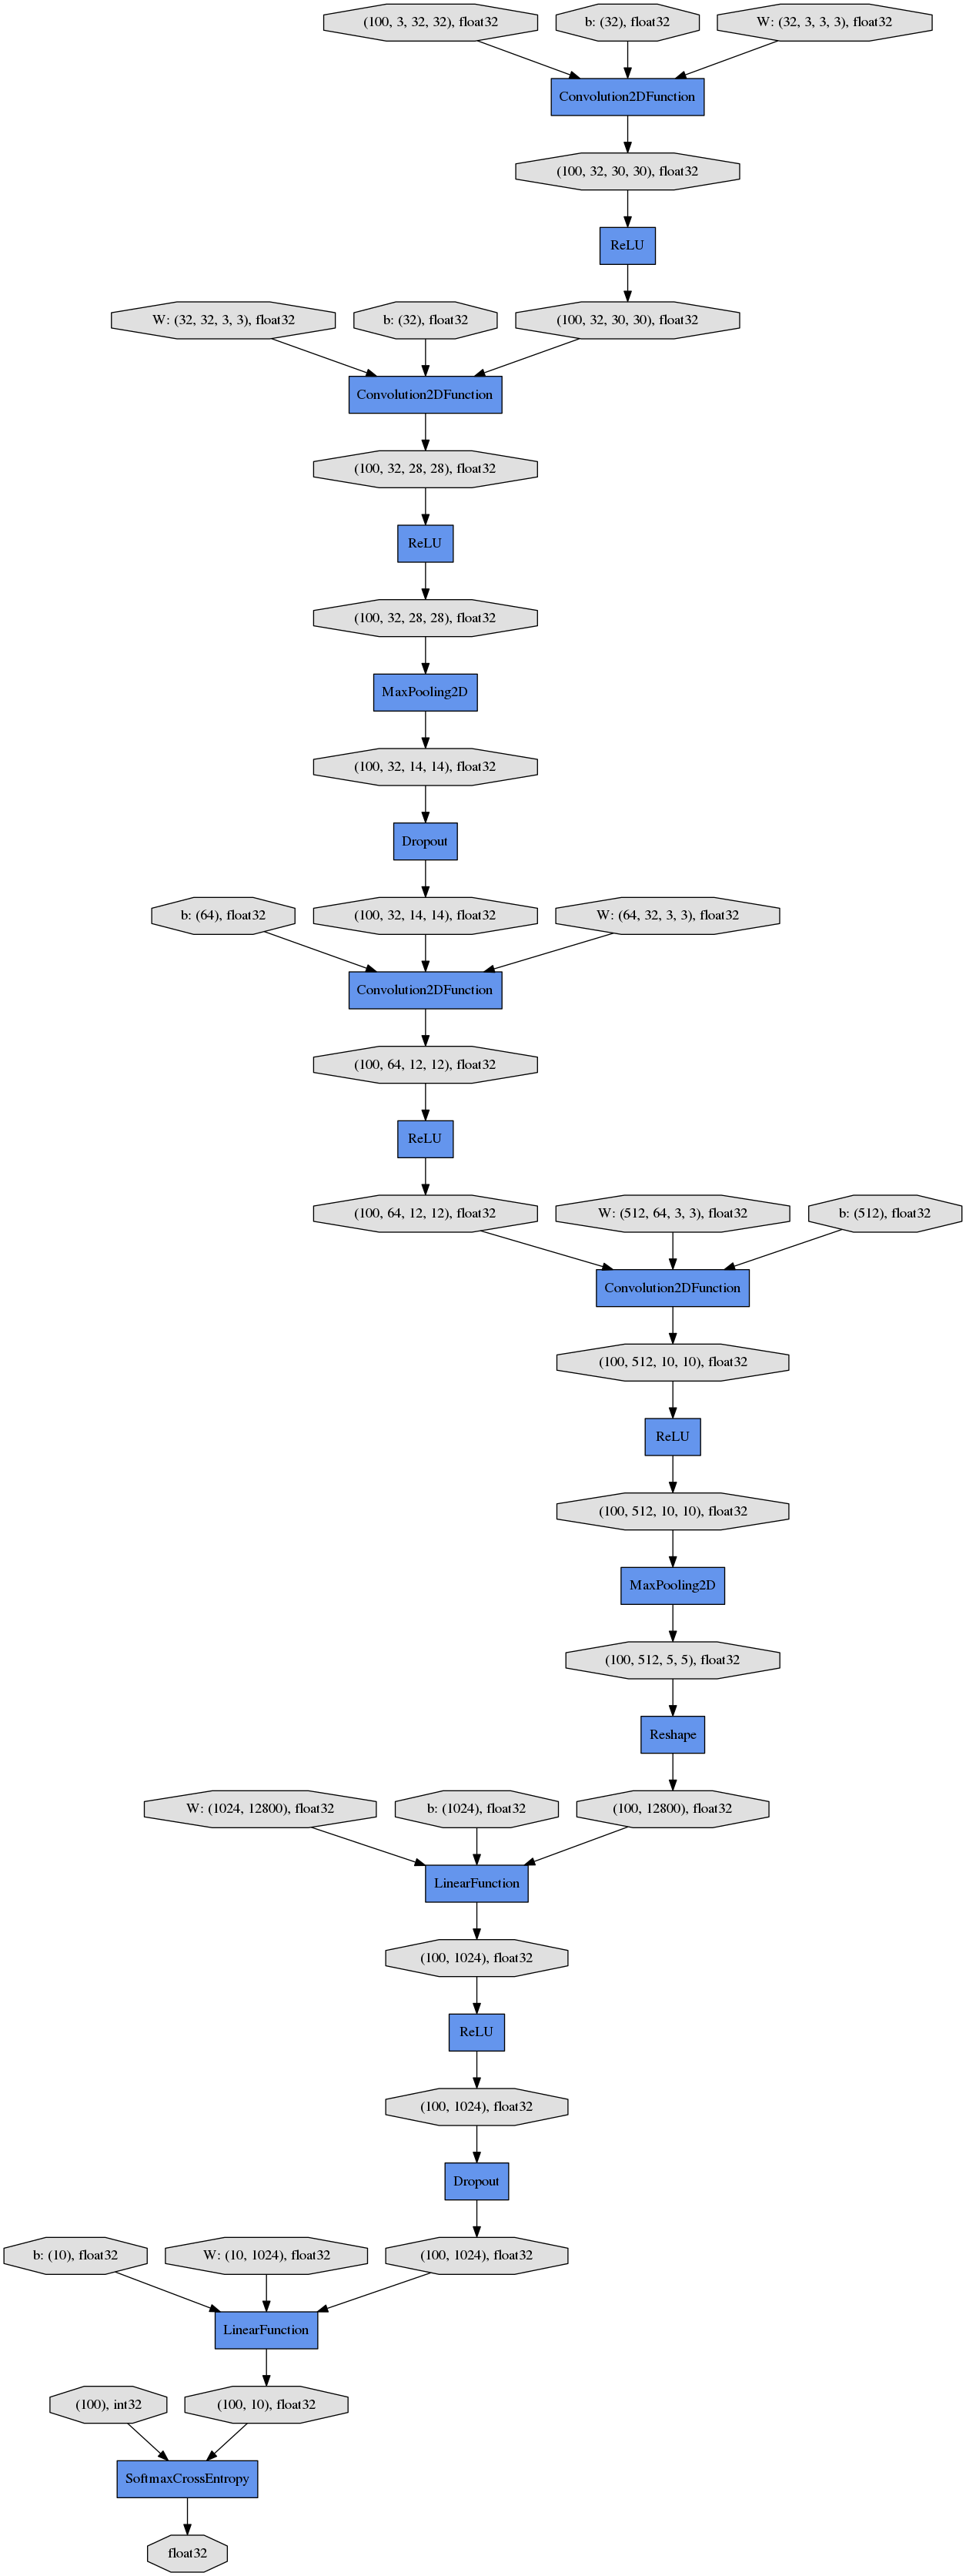 (100, 3, 32, 32), float32 b: (32), float32 W: (32, 3, 3, 3), float32
Convolution2DFunction
(100, 32, 30, 30), float32
ReLU
W: (32, 32, 3, 3), float32 b: (32), float32 (100, 32, 30, 30), float32
Convolution2DFunction
(100, 32, 28, 28), float32
ReLU
(100, 32, 28, 28), float32
MaxPooling2D
(100, 32, 14, 14), float32
Dropout
b: (64), float32 (100, 32, 14, 14), float32 W: (64, 32, 3, 3), float32
Convolution2DFunction
(100, 64, 12, 12), float32
ReLU
(100, 64, 12, 12), float32 W: (512, 64, 3, 3), float32 b: (512), float32
Convolution2DFunction
(100, 512, 10, 10), float32
ReLU
(100, 512, 10, 10), float32
MaxPooling2D
(100, 512, 5, 5), float32
Reshape
W: (1024, 12800), float32 b: (1024), float32 (100, 12800), float32
LinearFunction
(100, 1024), float32
ReLU
(100, 1024), float32
Dropout
b: (10), float32 W: (10, 1024), float32 (100, 1024), float32
LinearFunction
(100), int32 (100, 10), float32
SoftmaxCrossEntropy
float32